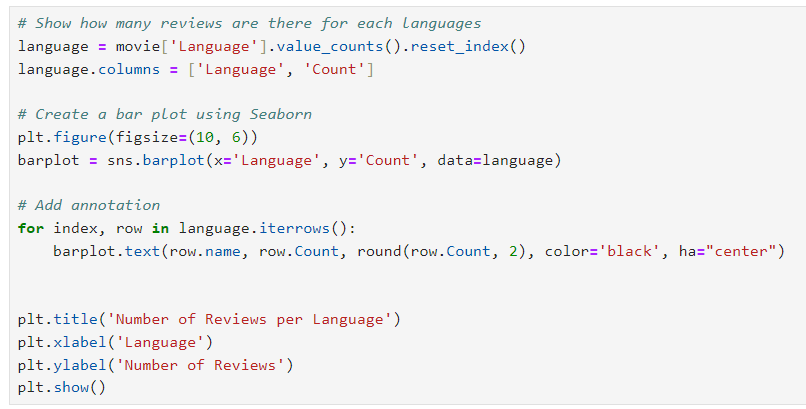 # Show how many reviews are there for each languages
language = movie['Language'].value_counts().reset_index()
language.columns = ['Language', 'Count']
# Create a bar plot using Seaborn
plt.figure(figsize=(10, 6))
barplot = sns.barplot(x='Language', y='Count', data=language)
# Add annotation
for index, row in language.iterrows():
    barplot.text(row.name, row.Count, round(row.Count, 2), color='black', ha="center")
plt.title('Number of Reviews per Language')
plt.xlabel('Language')
plt.ylabel('Number of Reviews')
plt.show()